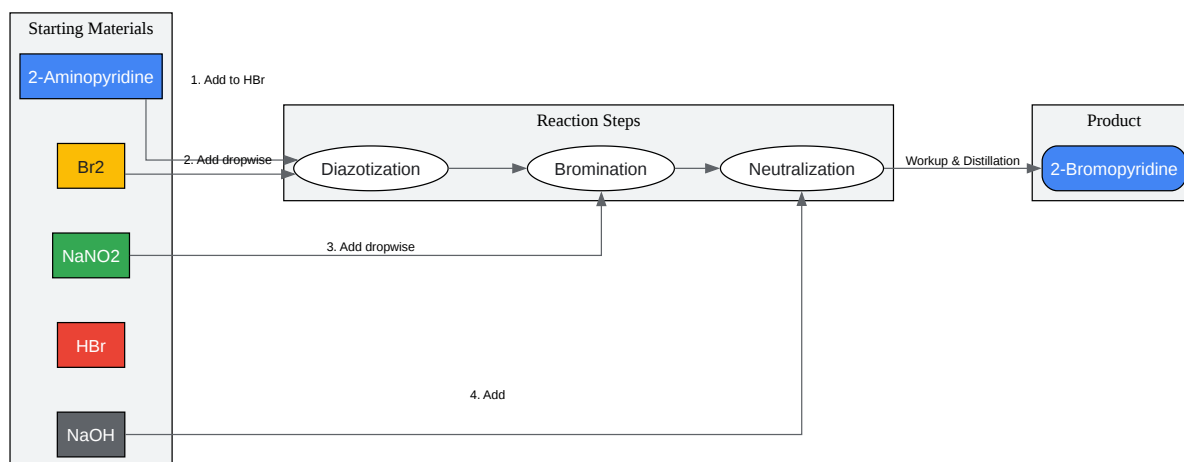 Starting Materials
2-Aminopyridine
1. Add to HBr
Reaction Steps
Product
Br2
2. Add dropwise
Diazotization
Bromination
Neutralization
Workup & Distillation
2-Bromopyridine
NaNO2
3. Add dropwise
HBr
4. Add
NaOH